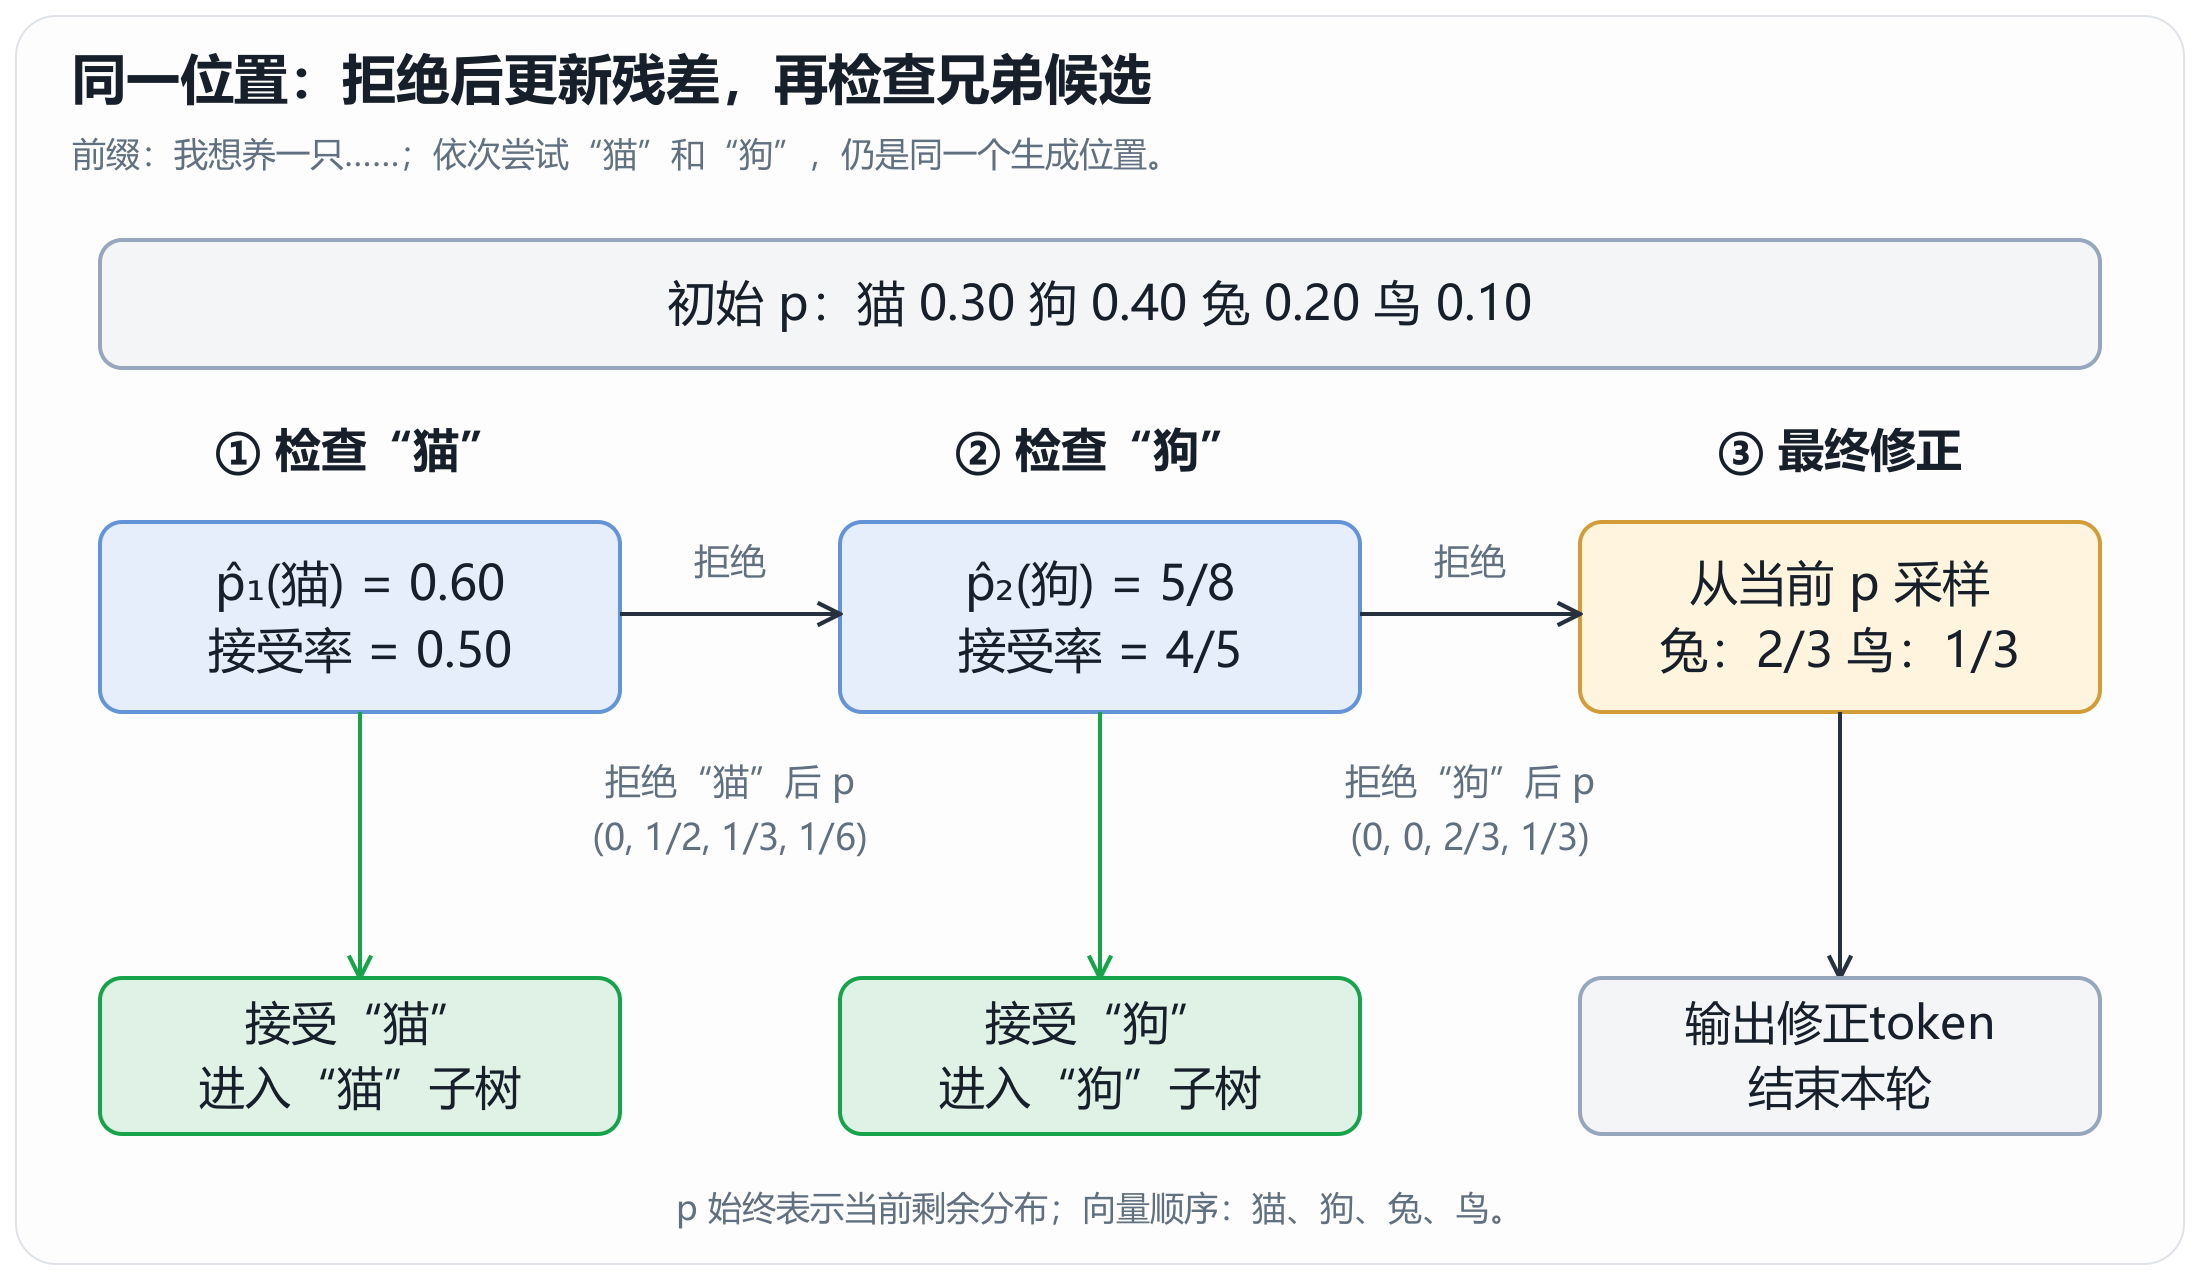 同一位置：拒绝后更新残差，再检查兄弟候选
前缀：我想养一只……；依次尝试“猫”和“狗”，仍是同一个生成位置。
初始 p：猫 0.30 狗 0.40 兔 0.20 鸟 0.10
① 检查“猫”
② 检查“狗”
③ 最终修正
p̂₁(猫) = 0.60
接受率 = 0.50
拒绝
p̂₂(狗) = 5/8
接受率 = 4/5
拒绝
从当前 p 采样
兔：2/3 鸟：1/3
拒绝“猫”后 p
(0, 1/2, 1/3, 1/6)
拒绝“狗”后 p
(0, 0, 2/3, 1/3)
接受“猫”
进入“猫”子树
接受“狗”
进入“狗”子树
输出修正token
结束本轮
p 始终表示当前剩余分布；向量顺序：猫、狗、兔、鸟。